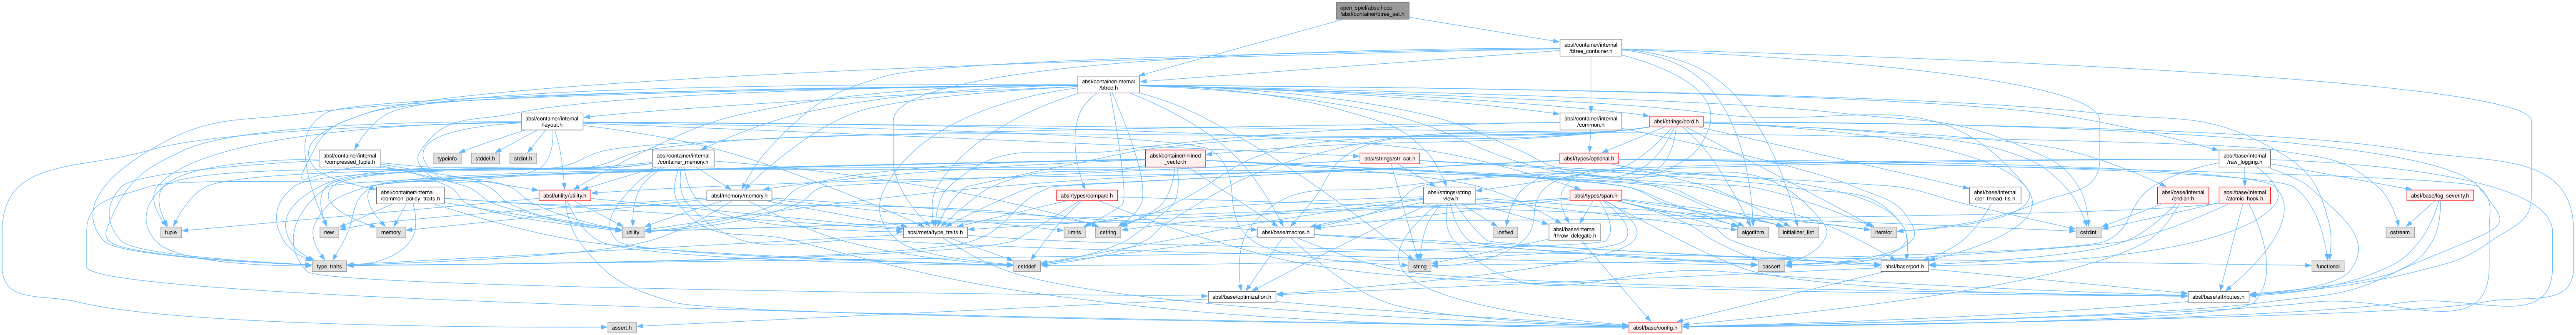 open_spiel/abseil-cpp
/absl/container/btree_set.h
absl/container/internal
/btree_container.h
absl/container/internal
/btree.h
absl/container/internal
/layout.h
absl/container/internal
/common.h
absl/strings/cord.h
typeinfo
stddef.h
stdint.h
absl/container/internal
/compressed_tuple.h
absl/container/internal
/container_memory.h
absl/container/inlined
_vector.h
absl/strings/str_cat.h
absl/types/optional.h
absl/base/internal
/raw_logging.h
absl/container/internal
/common_policy_traits.h
absl/utility/utility.h
absl/memory/memory.h
absl/types/compare.h
absl/strings/string
_view.h
absl/types/span.h
absl/base/internal
/per_thread_tls.h
absl/base/internal
/endian.h
absl/base/internal
/atomic_hook.h
absl/base/log_severity.h
tuple
new
memory
utility
absl/meta/type_traits.h
limits
cstring
absl/base/macros.h
iosfwd
absl/base/internal
/throw_delegate.h
algorithm
initializer_list
iterator
cstdint
ostream
type_traits
cstddef
string
cassert
absl/base/port.h
functional
absl/base/optimization.h
absl/base/attributes.h
assert.h
absl/base/config.h